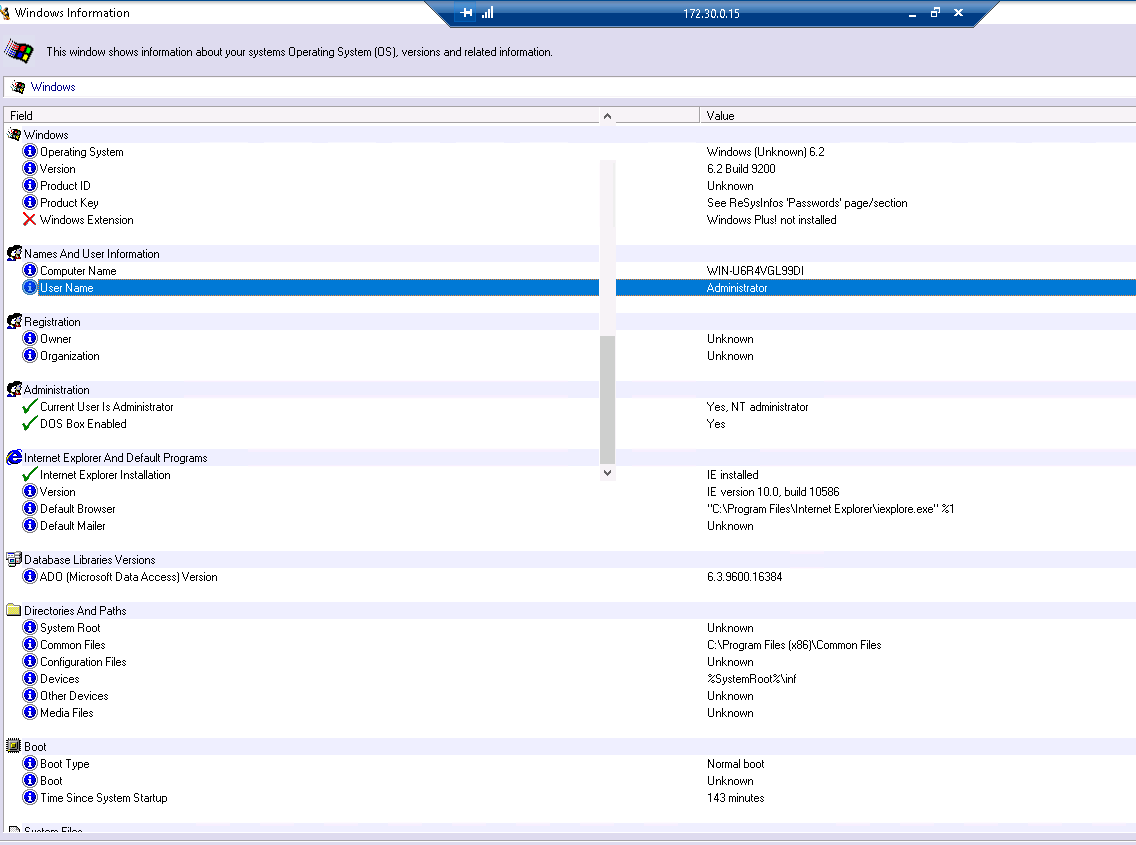 Windows Information
172.30.0.15
This window shows information about your systems Operating System (OS), versions and related information.
Windows
Field Value
Windows
Operating System Windows (Unknown) 6.2
Version 6.2 Build 9200
Product ID Unknown
Product Key See ReSysInfos 'Passwords' page/section
Windows Extension Windows Plus! not installed
Names And User Information
Computer Name WIN-U6R4VGL99DI
User Name Administrator
Registration
Owner Unknown
Organization Unknown
Administration
Current User Is Administrator Yes, NT administrator
DOS Box Enabled Yes
Internet Explorer And Default Programs
Internet Explorer Installation IE installed
Version IE version 10.0, build 10586
Default Browser "C:\Program Files\Internet Explorer\iexplore.exe" %1
Default Mailer Unknown
Database Libraries Versions
ADO (Microsoft Data Access) Version 6.3.9600.16384
Directories And Paths
System Root Unknown
Common Files C:\Program Files (x86)\Common Files
Configuration Files Unknown
Devices %SystemRoot%\inf
Other Devices Unknown
Media Files Unknown
Boot
Boot Type Normal boot
Boot Unknown
Time Since System Startup 143 minutes
System Files